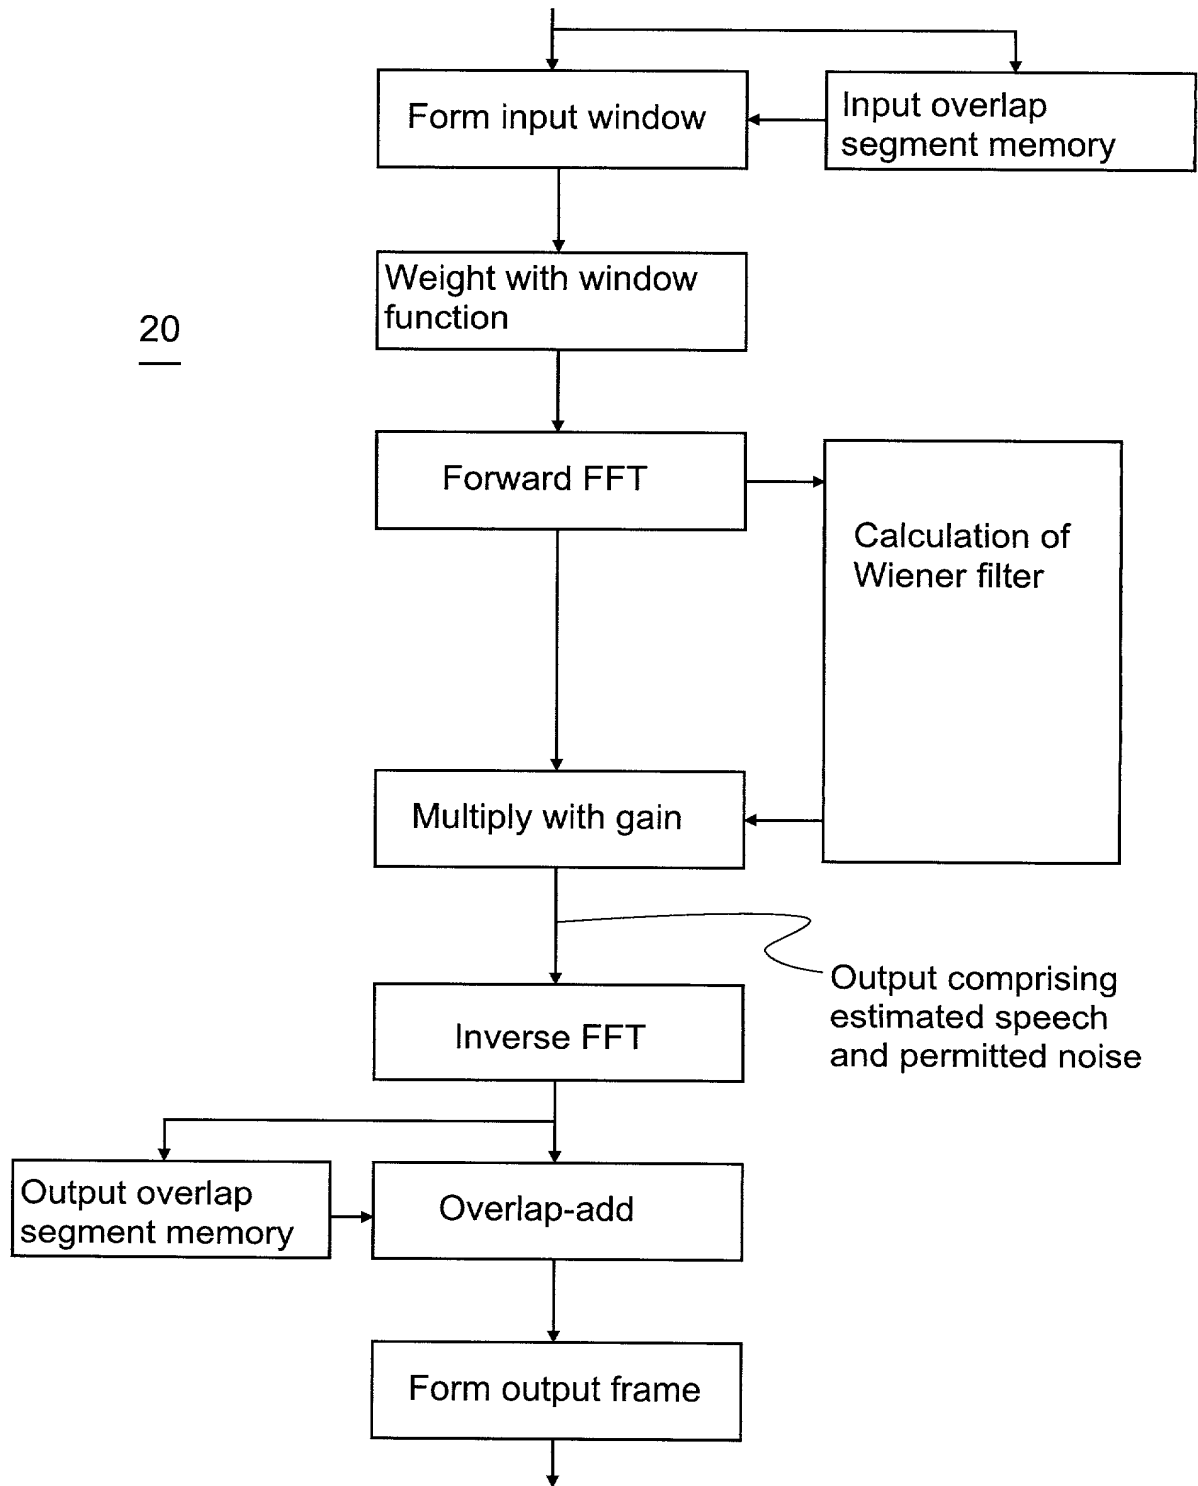 Form input window
Input overlap
segment memory
Weight with window
function
20
Forward FFT
Calculation of
Wiener filter
Multiply with gain
Output comprising
estimated speech
and permitted noise
Inverse FFT
Output overlap
segment memory
Overlap-add
Form output frame